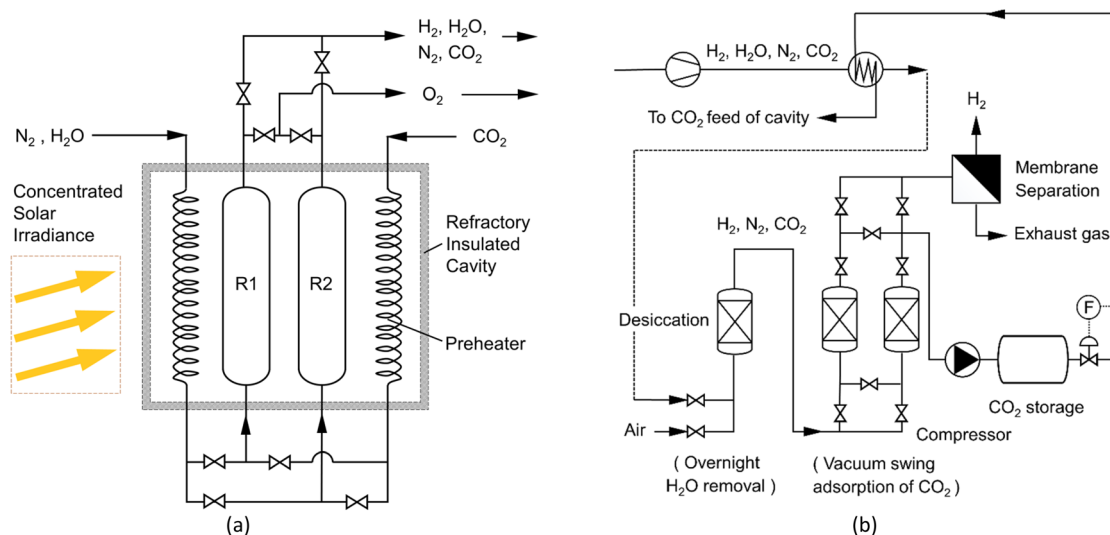 H₂, H₂O,
N₂, CO₂
O₂
N₂ , H₂O
CO₂
Concentrated
Solar
Irradiance
Refractory
Insulated
Cavity
R1
R2
Preheater
(a)
H₂, H₂O, N₂, CO₂
To CO₂ feed of cavity
H₂
Membrane
Separation
Exhaust gas
H₂, N₂, CO₂
Desiccation
F
CO₂ storage
Air
Compressor
( Overnight
H₂O removal )
( Vacuum swing
adsorption of CO₂ )
(b)